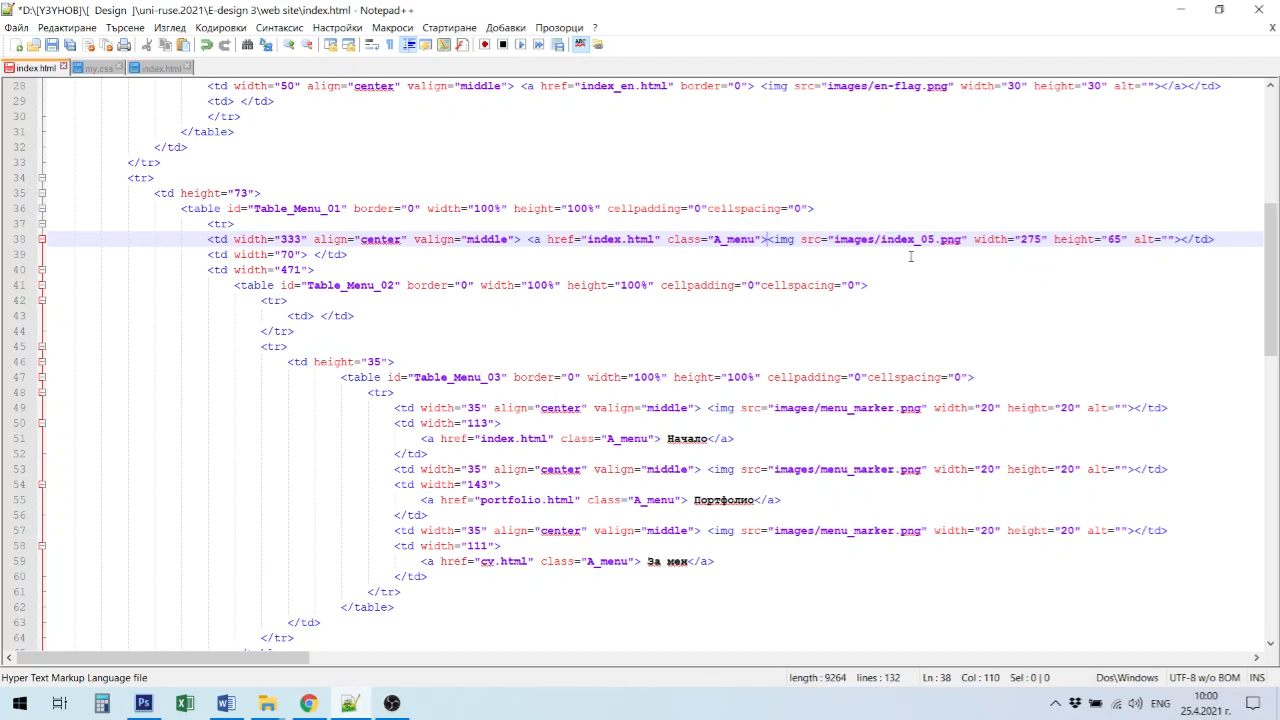 *D:\[УЗУНОВ]\[ Design ]\uni-ruse.2021\E-design 3\web site\index.html - Notepad++
Файл Редактиране Търсене Изглед Кодировки Синтаксис Настройки Макроси Стартиране Добавки Прозорци ? X
index.html my.css index.html
28 <td width="50" align="center" valign="middle"> <a href="index_en.html" border="0"> <img src="images/en-flag.png" width="30" height="30" alt=""></a></td>
29 <td> </td>
30 </tr>
31 </table>
32 </td>
33 </tr>
34 <tr>
35 <td height="73">
36 <table id="Table_Menu_01" border="0" width="100%" height="100%" cellpadding="0"cellspacing="0">
37 <tr>
38 <td width="333" align="center" valign="middle"> <a href="index.html" class="A_menu"><img src="images/index_05.png" width="275" height="65" alt=""></td>
39 <td width="70"> </td>
40 <td width="471">
41 <table id="Table_Menu_02" border="0" width="100%" height="100%" cellpadding="0"cellspacing="0">
42 <tr>
43 <td> </td>
44 </tr>
45 <tr>
46 <td height="35">
47 <table id="Table_Menu_03" border="0" width="100%" height="100%" cellpadding="0"cellspacing="0">
48 <tr>
49 <td width="35" align="center" valign="middle"> <img src="images/menu_marker.png" width="20" height="20" alt=""></td>
50 <td width="113">
51 <a href="index.html" class="A_menu"> Начало</a>
52 </td>
53 <td width="35" align="center" valign="middle"> <img src="images/menu_marker.png" width="20" height="20" alt=""></td>
54 <td width="143">
55 <a href="portfolio.html" class="A_menu"> Портфолио</a>
56 </td>
57 <td width="35" align="center" valign="middle"> <img src="images/menu_marker.png" width="20" height="20" alt=""></td>
58 <td width="111">
59 <a href="cv.html" class="A_menu"> За мен</a>
60 </td>
61 </tr>
62 </table>
63 </td>
64 </tr>
Hyper Text Markup Language file length : 9264 lines : 132 Ln : 38 Col : 110 Sel : 0 | 0 Dos\Windows UTF-8 w/o BOM INS
ENG 10:00
25.4.2021 г.